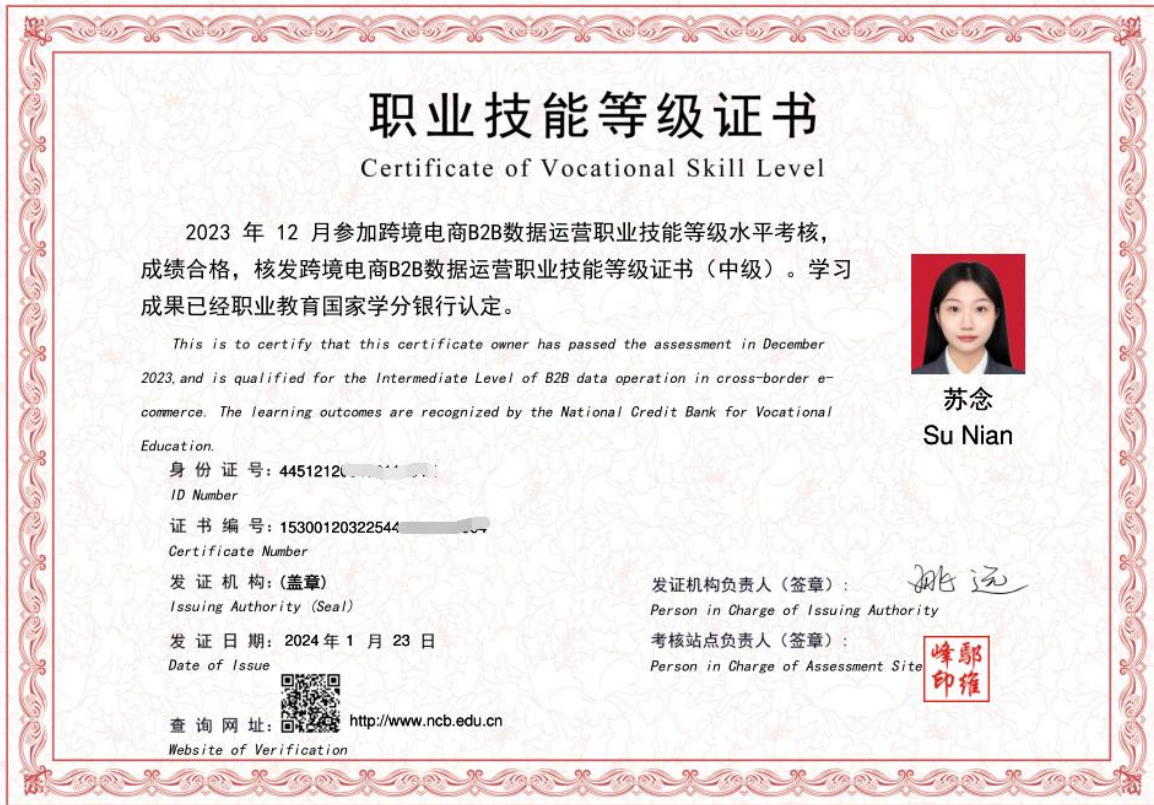 职业技能等级证书
Certificate of Vocational Skill Level
2023 年 12 月参加跨境电商B2B数据运营职业技能等级水平考核,
成绩合格, 核发跨境电商B2B数据运营职业技能等级证书（中级）。学习
成果已经职业教育国家学分银行认定。
This is to certify that this certificate owner has passed the assessment in December
2023,and is qualified for the Intermediate Level of B2B data operation in cross-border e-
commerce. The learning outcomes are recognized by the National Credit Bank for Vocational
Education.
苏念
Su Nian
身 份 证 号: 4451212
ID Number
证 书 编 号: 15300120322544
Certificate Number
发 证 机 构: (盖章)
Issuing Authority (Seal)
发 证 日 期: 2024 年 1 月 23 日
Date of Issue
查 询 网 址: http://www.ncb.edu.cn
Website of Verification
发证机构负责人（签章）: 姚远
Person in Charge of Issuing Authority
考核站点负责人（签章）:
Person in Charge of Assessment Site
鄢维
峰印